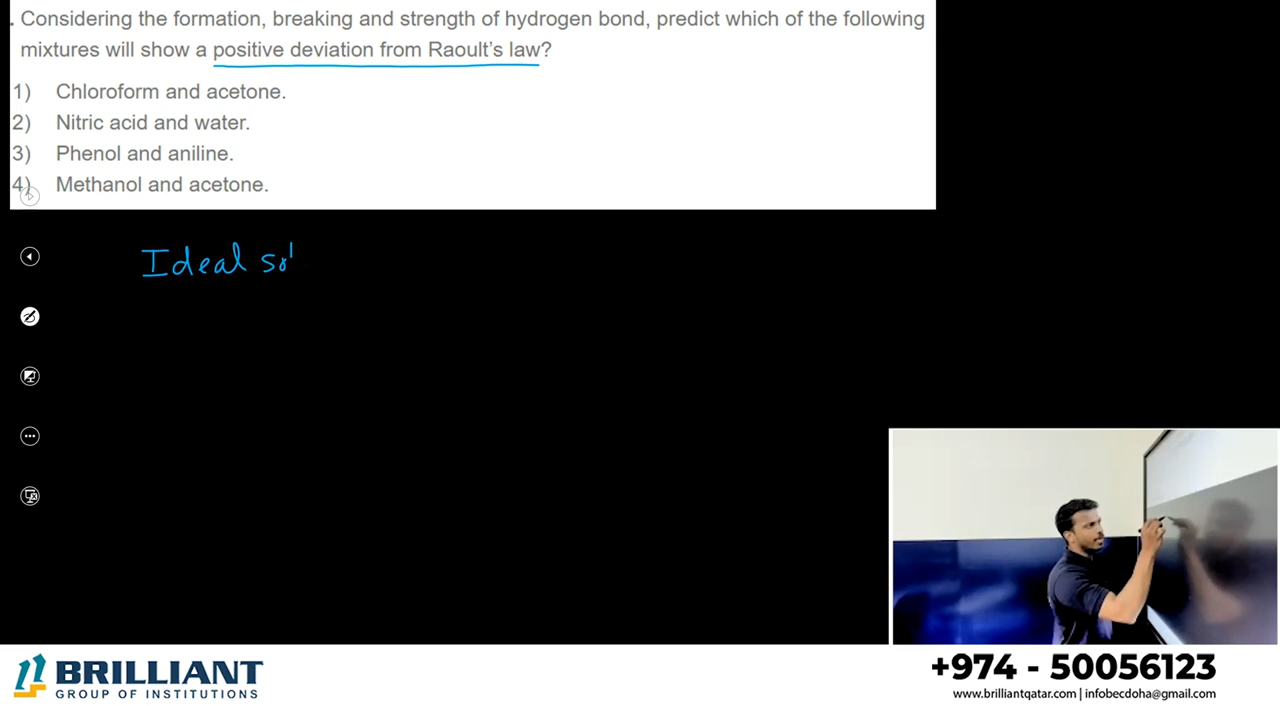 . Considering the formation, breaking and strength of hydrogen bond, predict which of the following
mixtures will show a positive deviation from Raoult’s law?
1) Chloroform and acetone.
2) Nitric acid and water.
3) Phenol and aniline.
4) Methanol and acetone.
Ideal sol
BRILLIANT
GROUP OF INSTITUTIONS
+974 - 50056123
www.brilliantqatar.com | infobecdoha@gmail.com